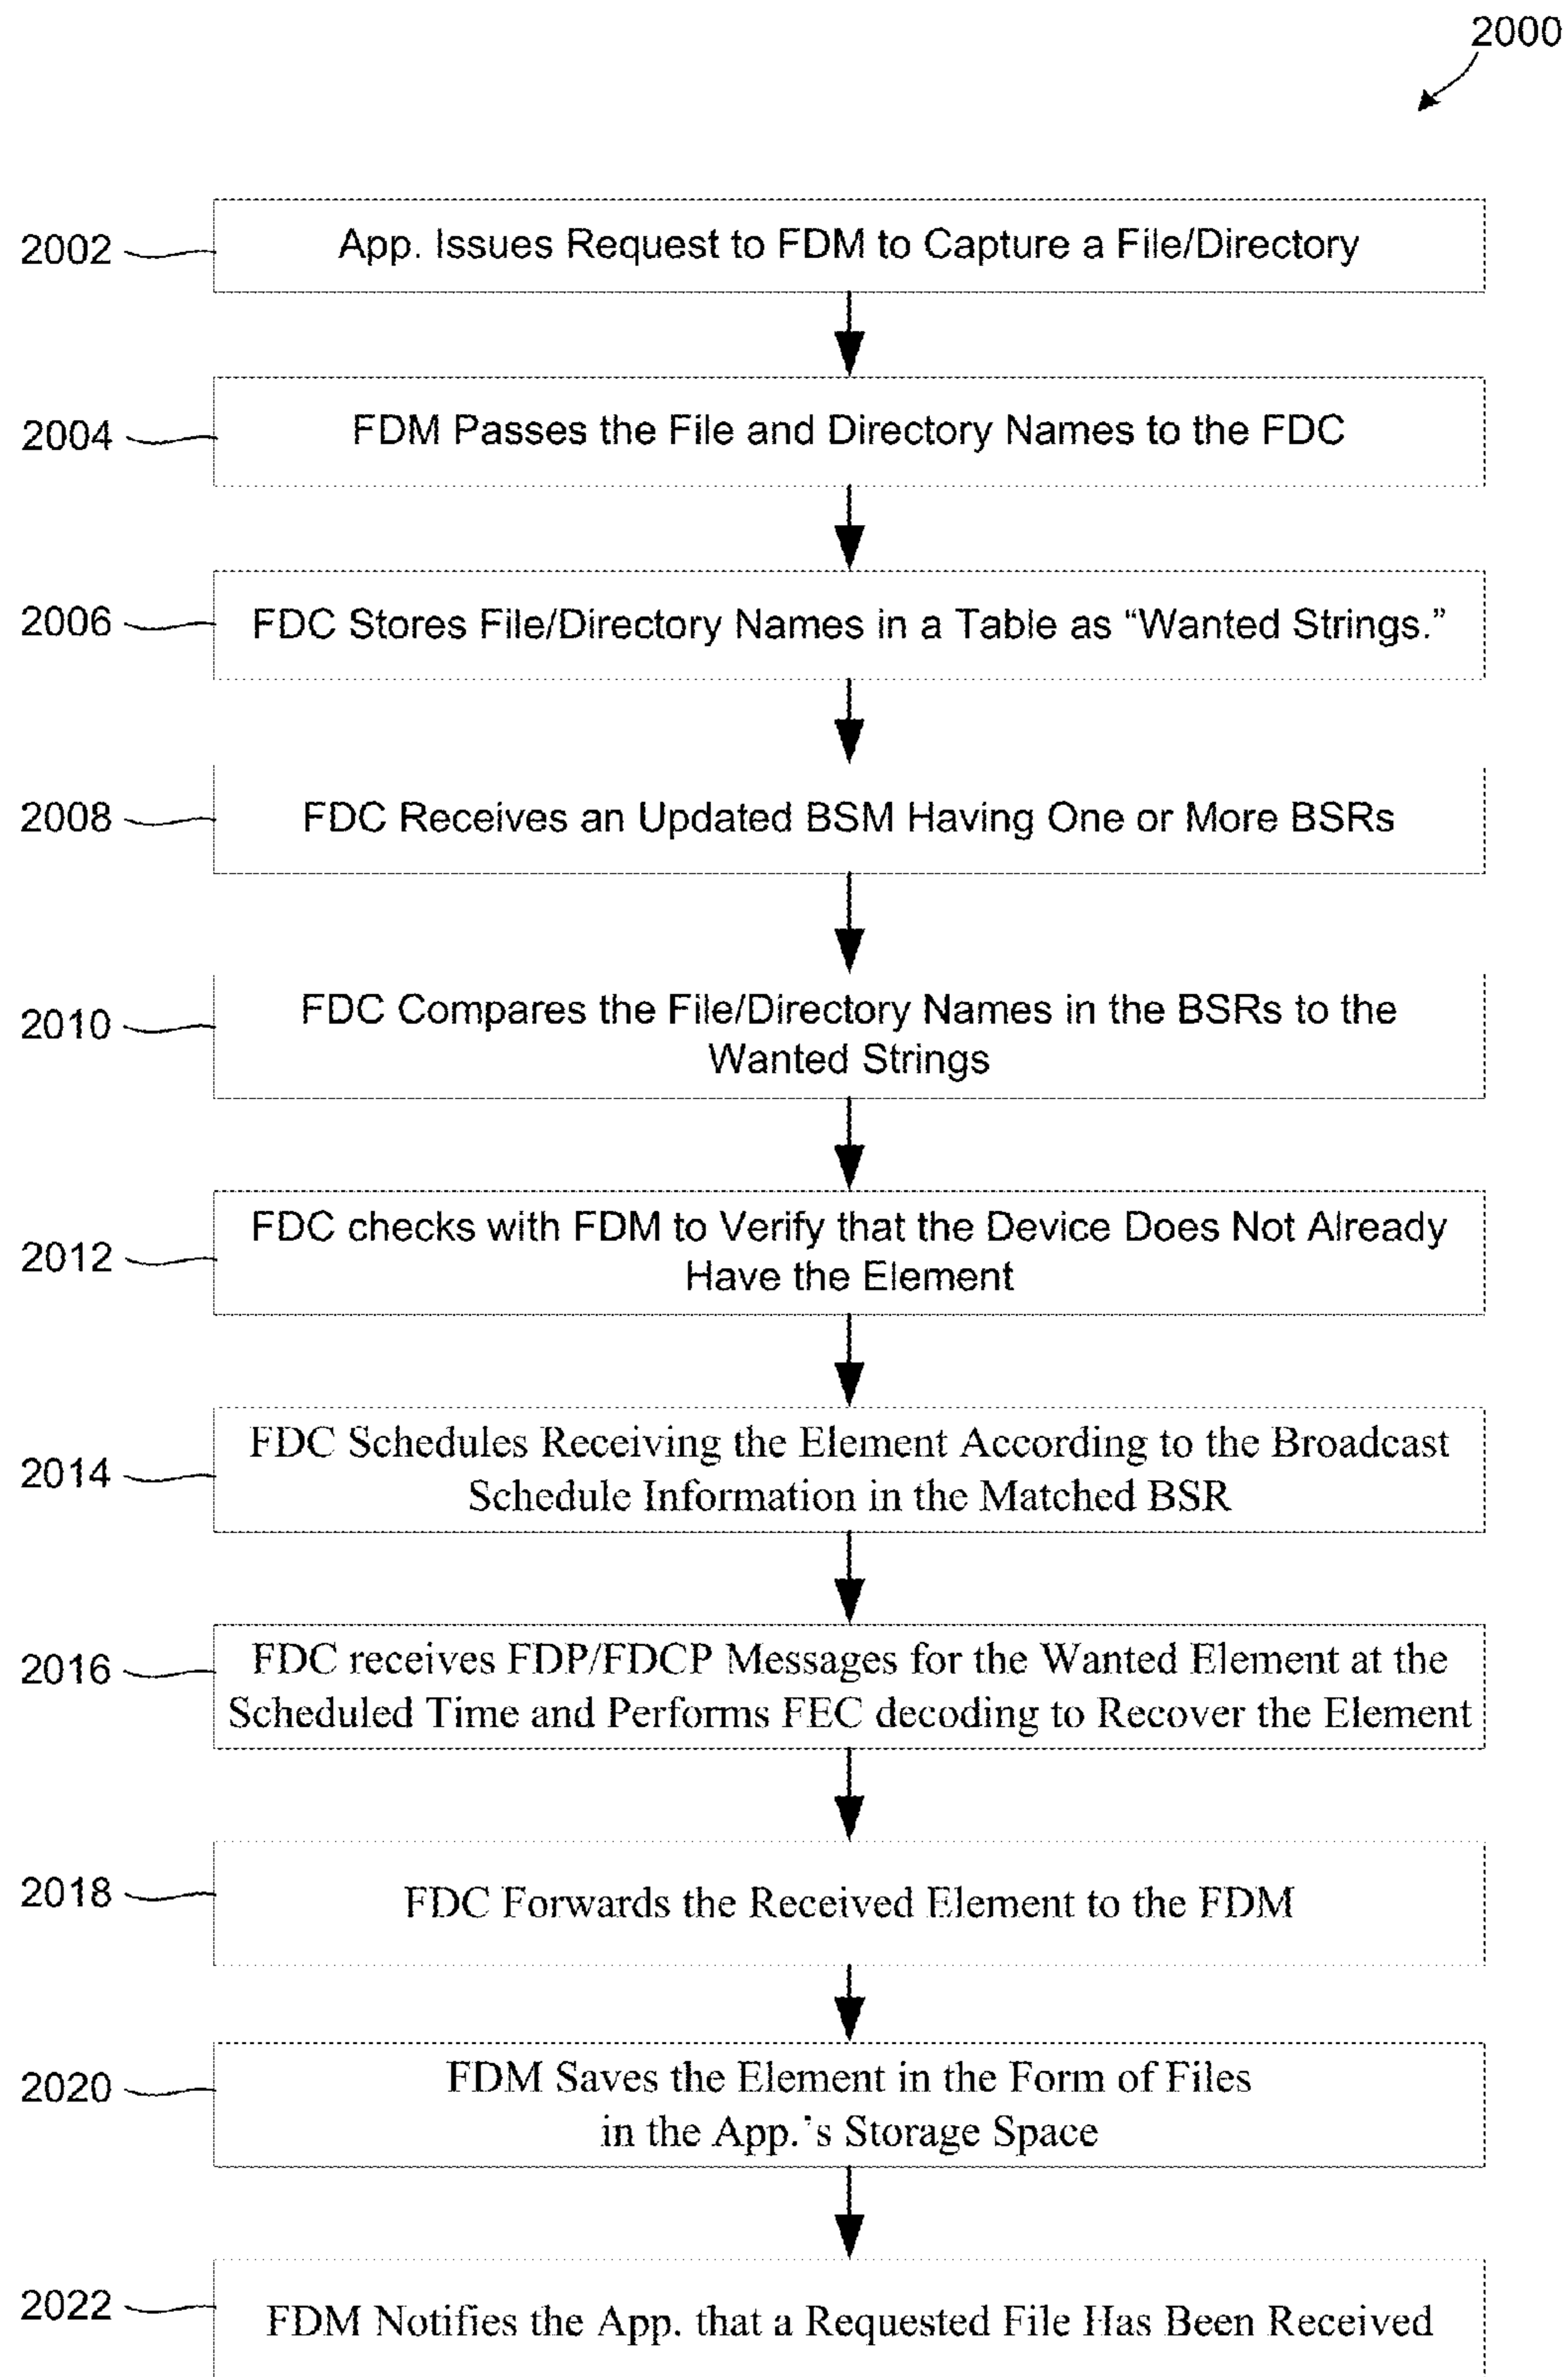 2000
2002
App. Issues Request to FDM to Capture a File/Directory
2004
FDM Passes the File and Directory Names to the FDC
2006
FDC Stores File/Directory Names in a Table as “Wanted Strings.”
2008
FDC Receives an Updated BSM Having One or More BSRs
2010
FDC Compares the File/Directory Names in the BSRs to the
Wanted Strings
2012
FDC checks with FDM to Verify that the Device Does Not Already
Have the Element
2014
FDC Schedules Receiving the Element According to the Broadcast
Schedule Information in the Matched BSR
2016
FDC receives FDP/FDCP Messages for the Wanted Element at the
Scheduled Time and Performs FEC decoding to Recover the Element
2018
FDC Forwards the Received Element to the FDM
2020
FDM Saves the Element in the Form of Files
in the App.'s Storage Space
2022
FDM Notifies the App. that a Requested File Has Been Received